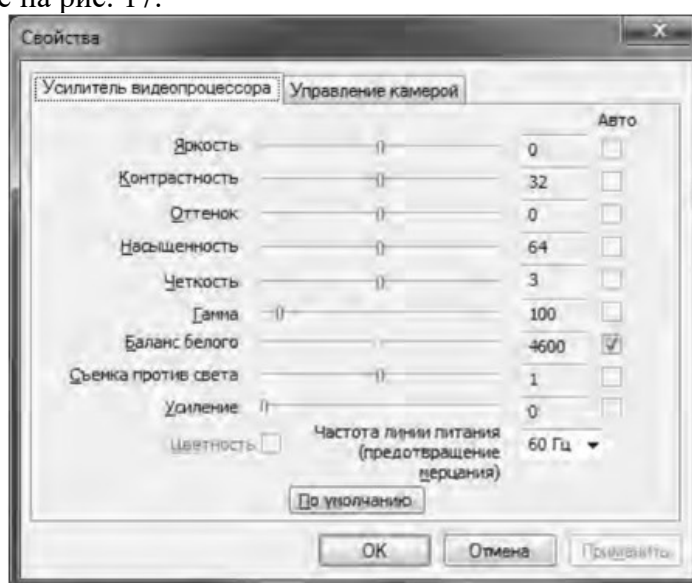 с на рис. 17.
Свойства
x
Усилитель видеопроцессора Управление камерой
Авто
Яркость 0
Контрастность 32
Оттенок 0
Насыщенность 64
Четкость 3
Гамма 100
Баланс белого 4600
Съемка против света 1
Усиление 0
Цветность Частота линии питания (предотвращение мерцания) 60 Гц
По умолчанию
OK Отмена Применить